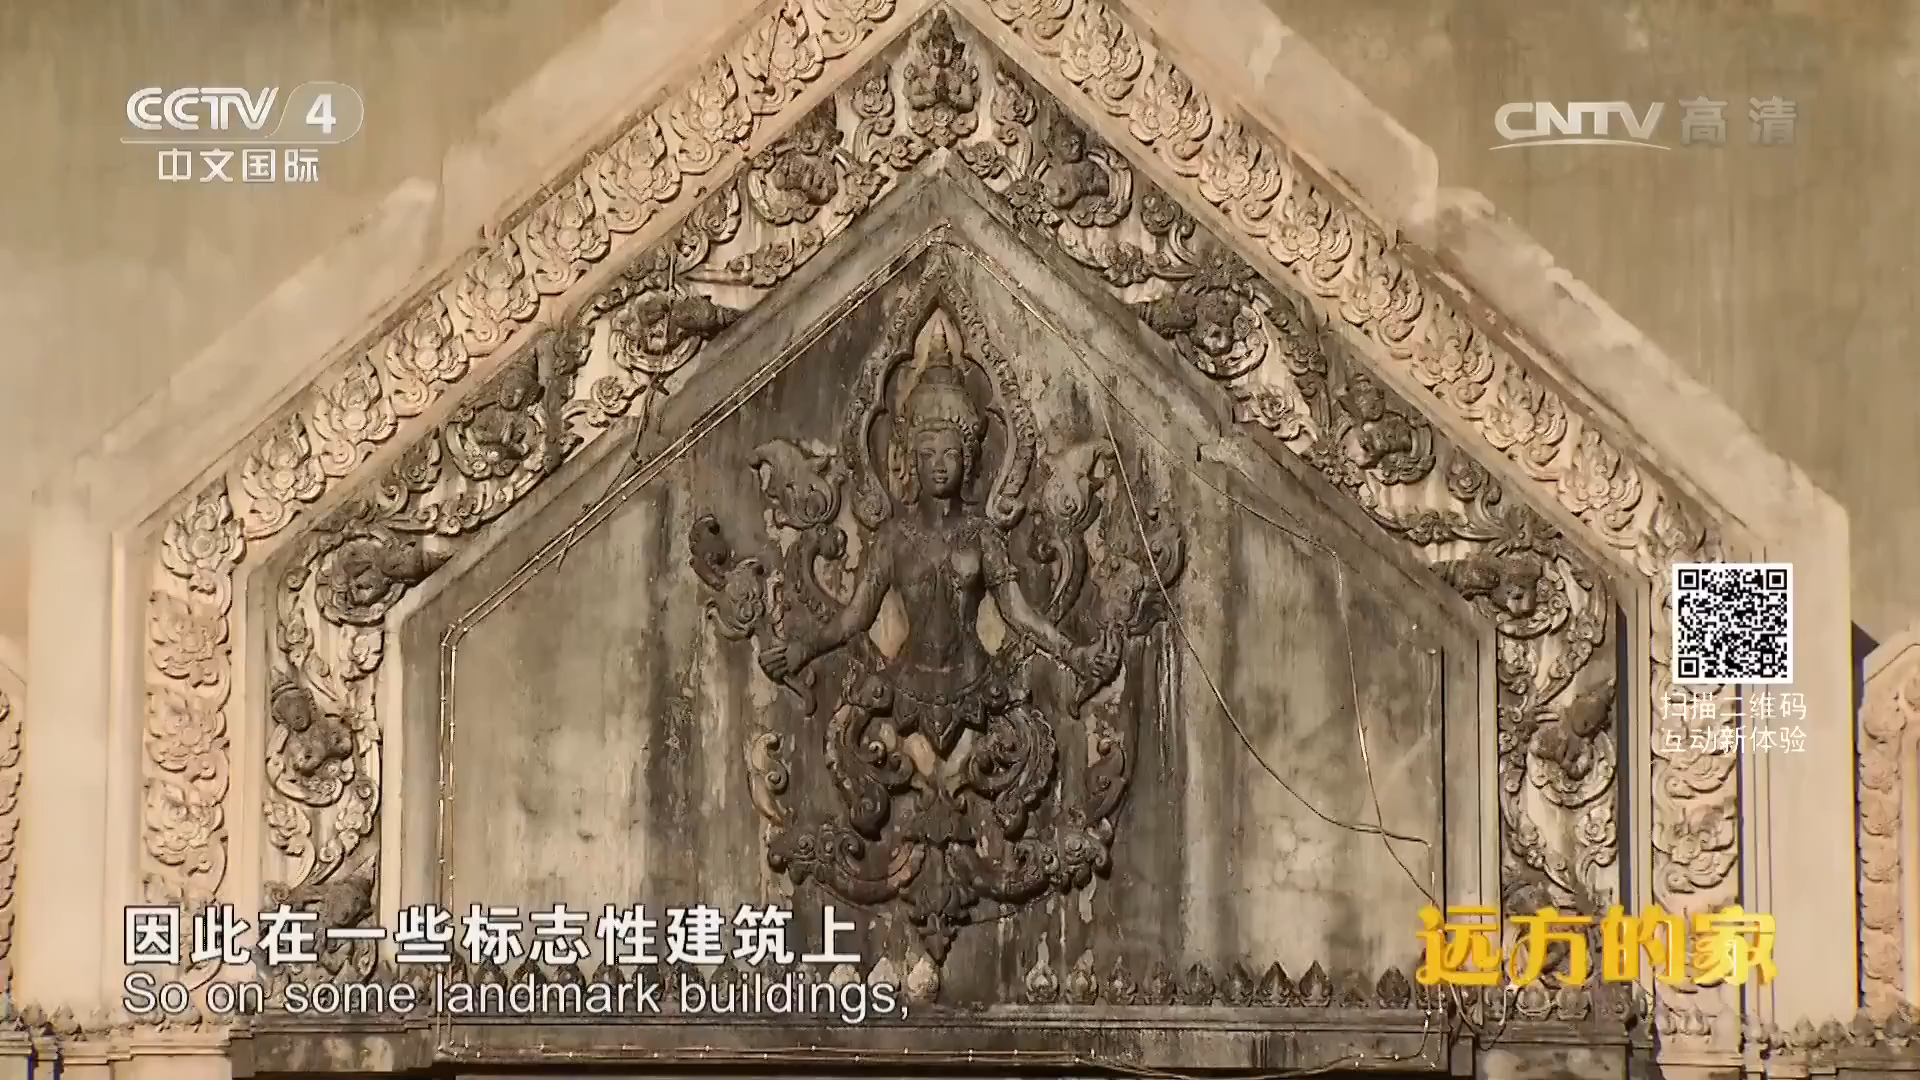 CCTV 4
中文国际
CNTV 高清
扫描二维码
互动新体验
因此在一些标志性建筑上
So on some landmark buildings,
远方的家